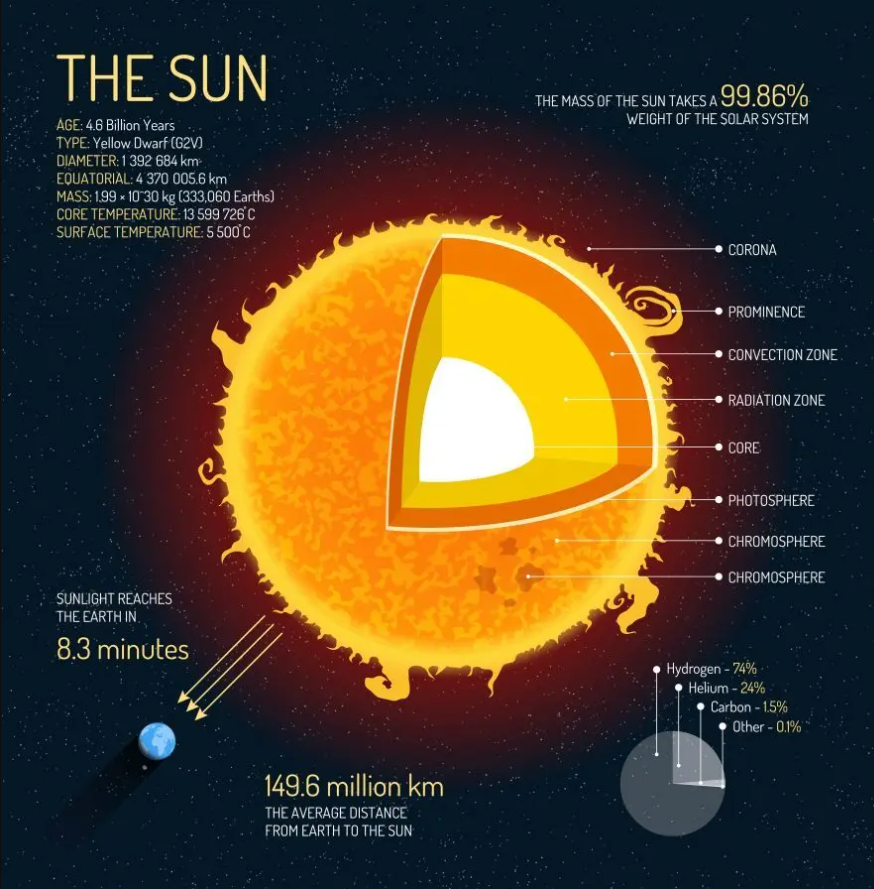 THE SUN
AGE: 4.6 Billion Years
TYPE: Yellow Dwarf (G2V)
DIAMETER: 1 392 684 km
EQUATORIAL: 4 370 005.6 km
MASS: 1.99 × 10^30 kg (333,060 Earths)
CORE TEMPERATURE: 13 599 726°C
SURFACE TEMPERATURE: 5 500°C
THE MASS OF THE SUN TAKES A 99.86%
WEIGHT OF THE SOLAR SYSTEM
CORONA
PROMINENCE
CONVECTION ZONE
RADIATION ZONE
CORE
PHOTOSPHERE
CHROMOSPHERE
CHROMOSPHERE
SUNLIGHT REACHES
THE EARTH IN
8.3 minutes
149.6 million km
THE AVERAGE DISTANCE
FROM EARTH TO THE SUN
Hydrogen - 74%
Helium - 24%
Carbon - 1.5%
Other - 0.1%